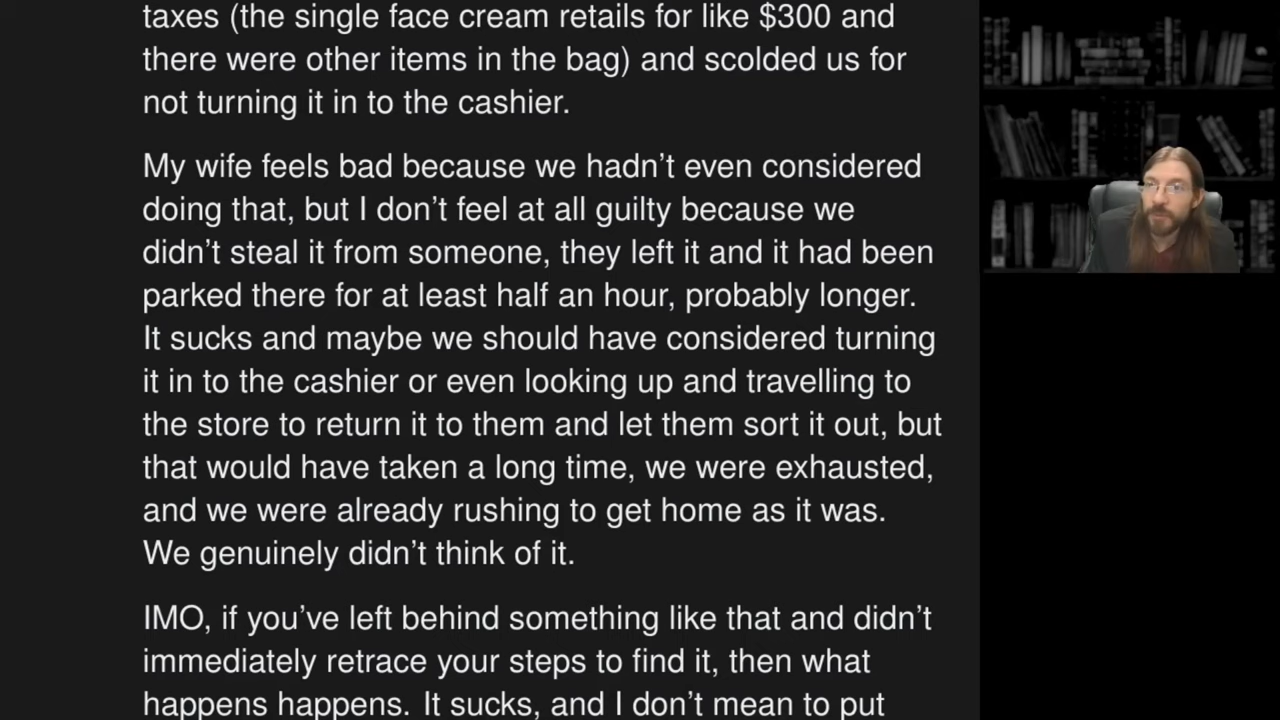 taxes (the single face cream retails for like $300 and
there were other items in the bag) and scolded us for
not turning it in to the cashier.
My wife feels bad because we hadn’t even considered
doing that, but I don’t feel at all guilty because we
didn’t steal it from someone, they left it and it had been
parked there for at least half an hour, probably longer.
It sucks and maybe we should have considered turning
it in to the cashier or even looking up and travelling to
the store to return it to them and let them sort it out, but
that would have taken a long time, we were exhausted,
and we were already rushing to get home as it was.
We genuinely didn’t think of it.
IMO, if you’ve left behind something like that and didn’t
immediately retrace your steps to find it, then what
happens happens. It sucks, and I don’t mean to put